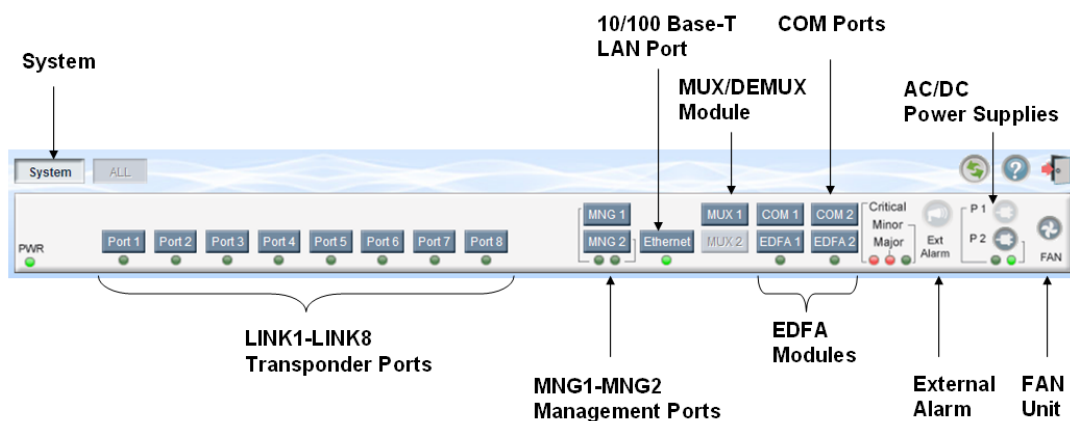 10/100 Base-T
LAN Port
COM Ports
System
MUX/DEMUX
Module
AC/DC
Power Supplies
System
ALL
?
MNG 1
MUX 1
COM 1
COM 2
Critical
P 1
Minor
PWR
Port 1
Port 2
Port 3
Port 4
Port 5
Port 6
Port 7
Port 8
MNG 2
Ethernet
MUX 2
EDFA 1
EDFA 2
Major
Ext
Alarm
P 2
FAN
LINK1-LINK8
Transponder Ports
EDFA
Modules
MNG1-MNG2
Management Ports
External
Alarm
FAN
Unit